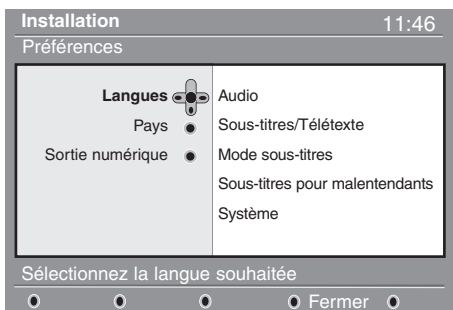 Installation 11:46
Préférences
Langues
Pays
Sortie numérique
Audio
Sous-titres/Télétexte
Mode sous-titres
Sous-titres pour malentendants
Système
Sélectionnez la langue souhaitée
Fermer